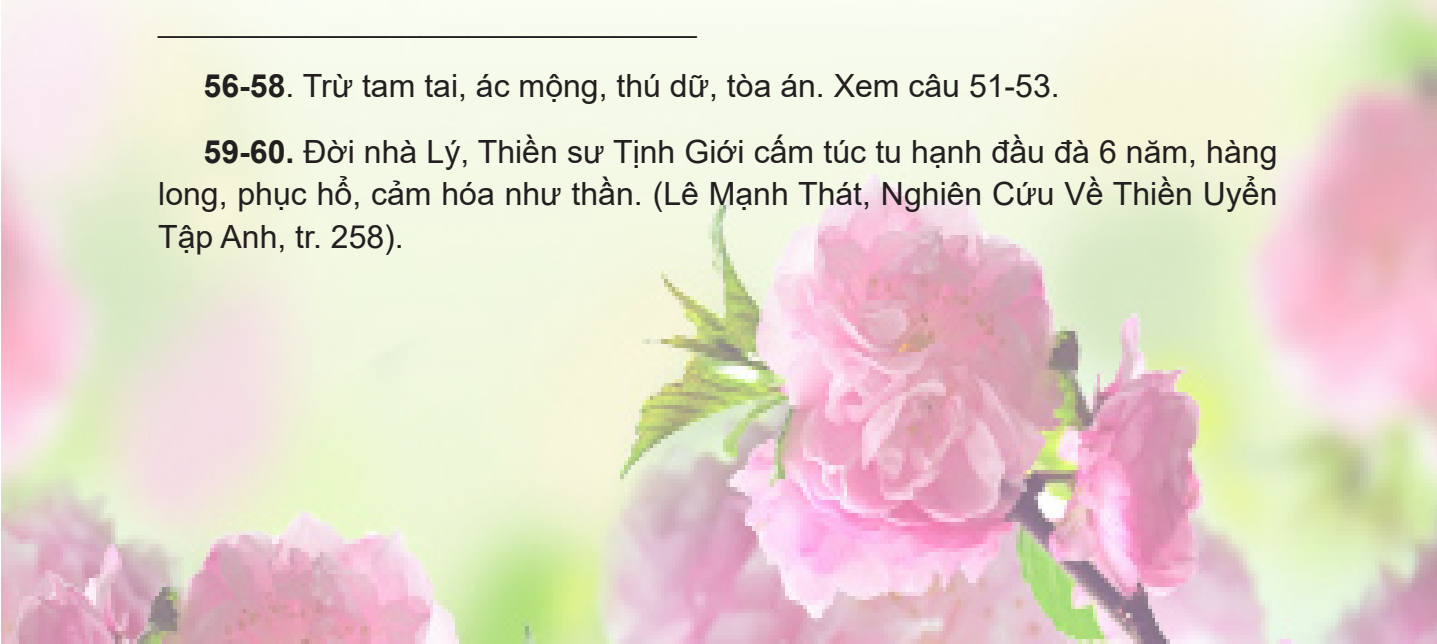 56-58. Trừ tam tai, ác mộng, thú dữ, tòa án. Xem câu 51-53.
59-60. Đời nhà Lý, Thiền sư Tịnh Giới cấm túc tu hạnh đầu đà 6 năm, hàng
long, phục hổ, cảm hóa như thần. (Lê Mạnh Thát, Nghiên Cứu Về Thiền Uyển
Tập Anh, tr. 258).